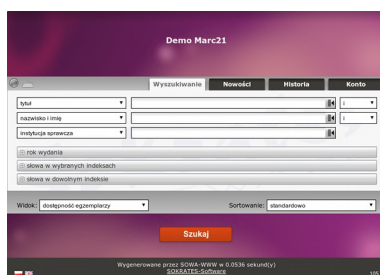 Demo Marc21
Wyszukiwanie Nowości Historia Konto
tytuł i
nazwisko i imię i
instytucja sprawcza
rok wydania
słowa w wybranych indeksach
słowa w dowolnym indeksie
Widok: dostępność egzemplarzy Sortowanie: standardowo
Szukaj
Wygenerowane przez SOWA-WWW w 0.0536 sekund(y)
SOKRATES-Software
105